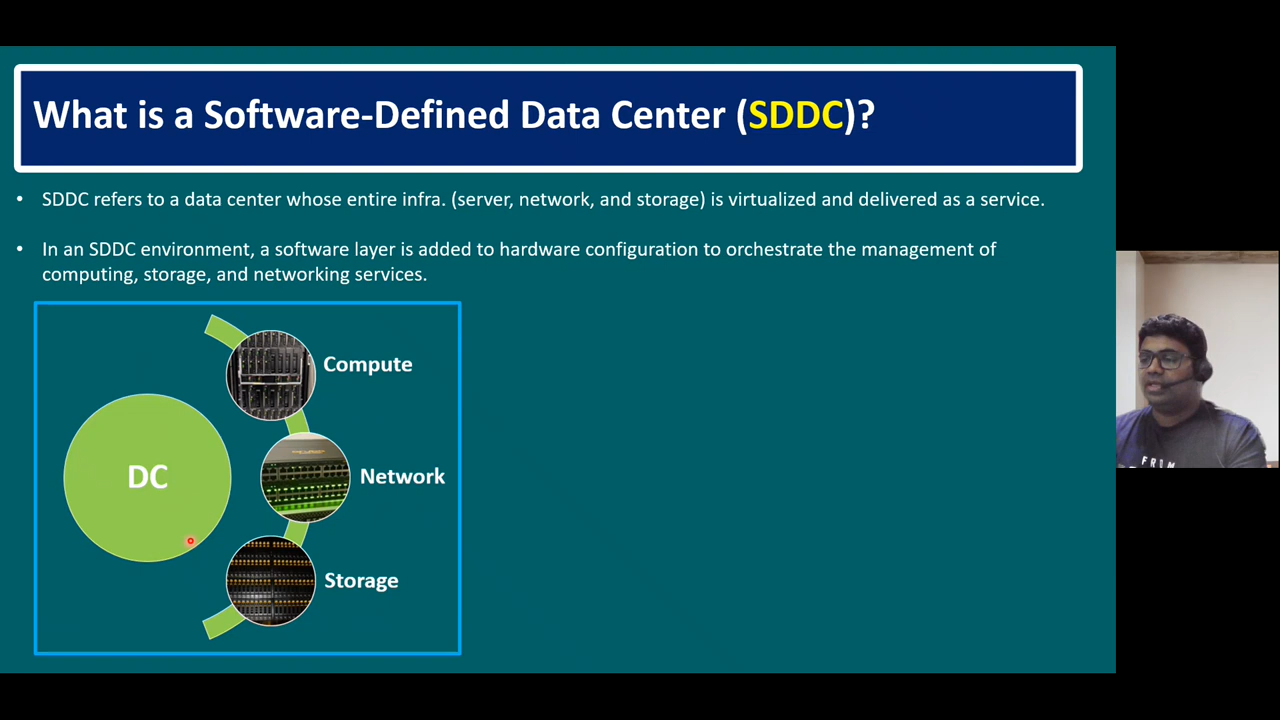 What is a Software-Defined Data Center (SDDC)?
• SDDC refers to a data center whose entire infra. (server, network, and storage) is virtualized and delivered as a service.
• In an SDDC environment, a software layer is added to hardware configuration to orchestrate the management of
computing, storage, and networking services.
Compute
DC
Network
Storage
FROM